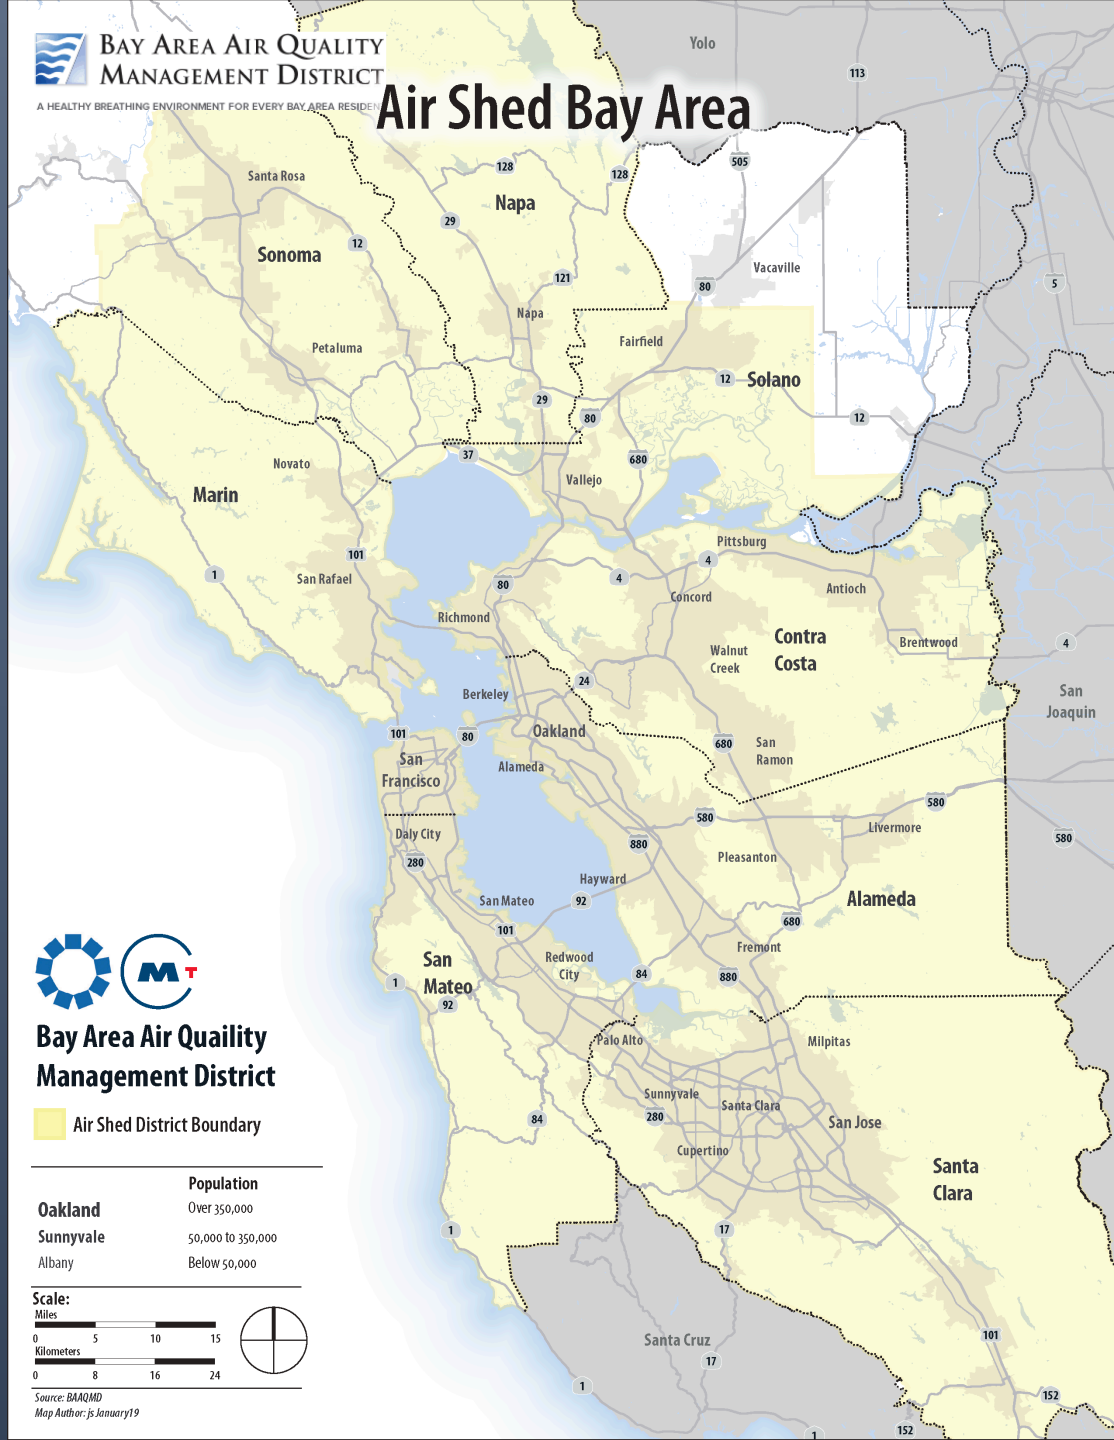 BAY AREA AIR QUALITY
MANAGEMENT DISTRICT
A HEALTHY BREATHING ENVIRONMENT FOR EVERY BAY AREA
Air Shed Bay Area
Yolo
113
505
128
128
Santa Rosa
Napa
29
12
Sonoma
Vacaville
121
5
80
Napa
Fairfield
Petaluma
12
Solano
29
80
12
37
680
Novato
Vallejo
Marin
Pittsburg
101
4
1
San Rafael
80
4
Antioch
Concord
Richmond
Contra
Costa
Brentwood
4
Walnut
Creek
24
Berkeley
San
Joaquin
101
80
Oakland
680
San
Ramon
San
Francisco
Alameda
580
580
Livermore
Daly City
880
580
280
Pleasanton
Hayward
San Mateo
92
Alameda
101
680
Fremont
San
Mateo
Redwood
City
84
880
1
92
Palo Alto
Milpitas
Sunnyvale
Santa Clara
280
84
San Jose
Cupertino
Santa
Clara
17
1
Santa Cruz
101
17
1
152
152
1
Bay Area Air Quaility
Management District
Air Shed District Boundary
Population
Oakland Over 350,000
Sunnyvale 50,000 to 350,000
Albany Below 50,000
Scale:
Miles
0 5 10 15
Kilometers
0 8 16 24
Source: BAAQMD
Map Author: js January19